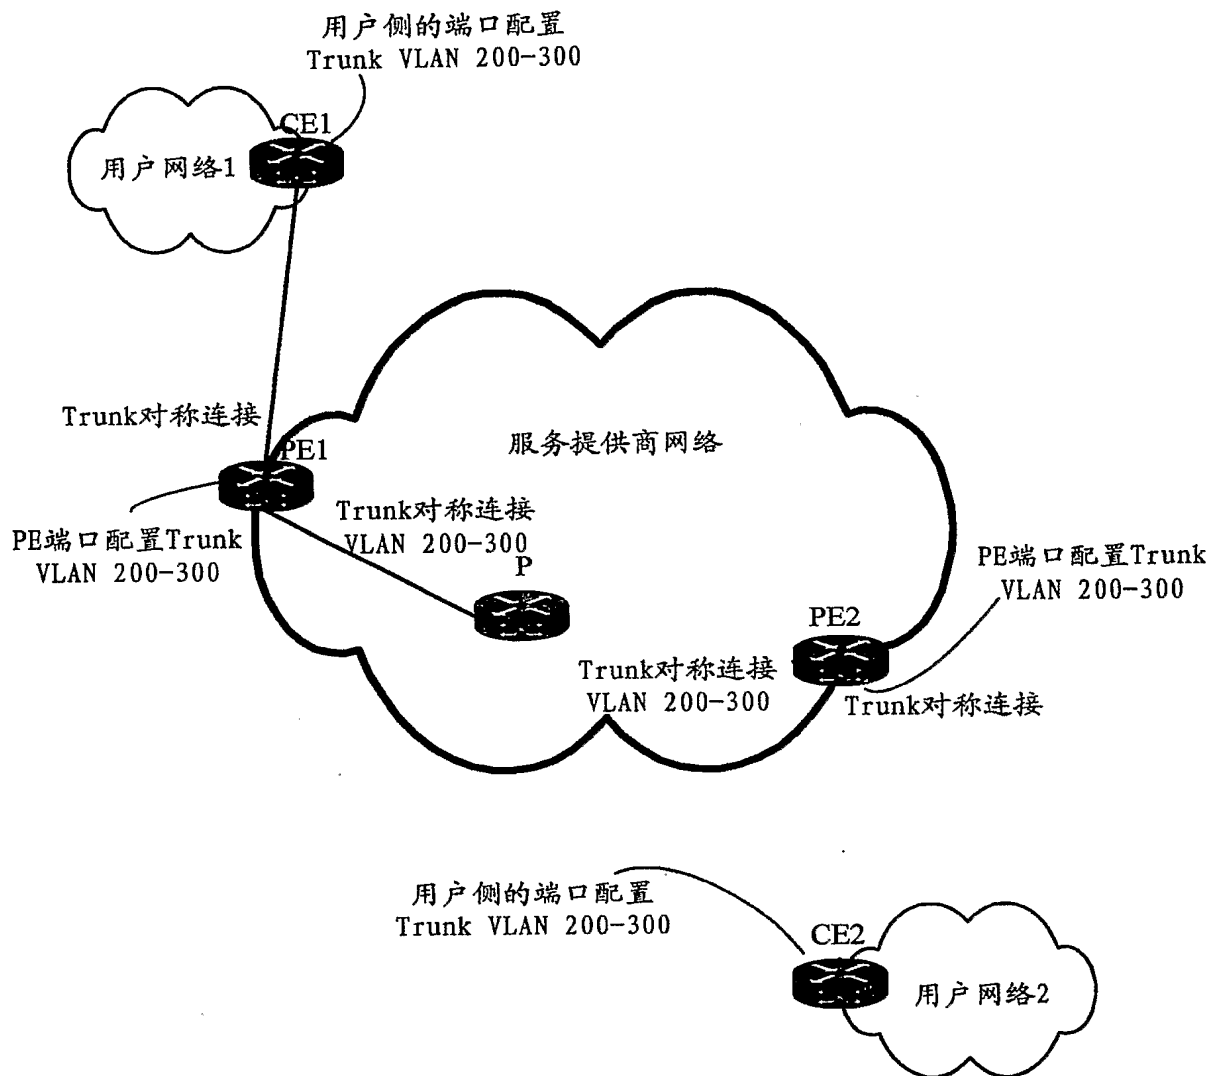 用户侧的端口配置
Trunk VLAN 200-300
CE1
用户网络1
Trunk对称连接
PE1
服务提供商网络
PE端口配置Trunk
VLAN 200-300
Trunk对称连接
VLAN 200-300
P
PE端口配置Trunk
VLAN 200-300
PE2
Trunk对称连接
VLAN 200-300
Trunk对称连接
用户侧的端口配置
Trunk VLAN 200-300
CE2
用户网络2